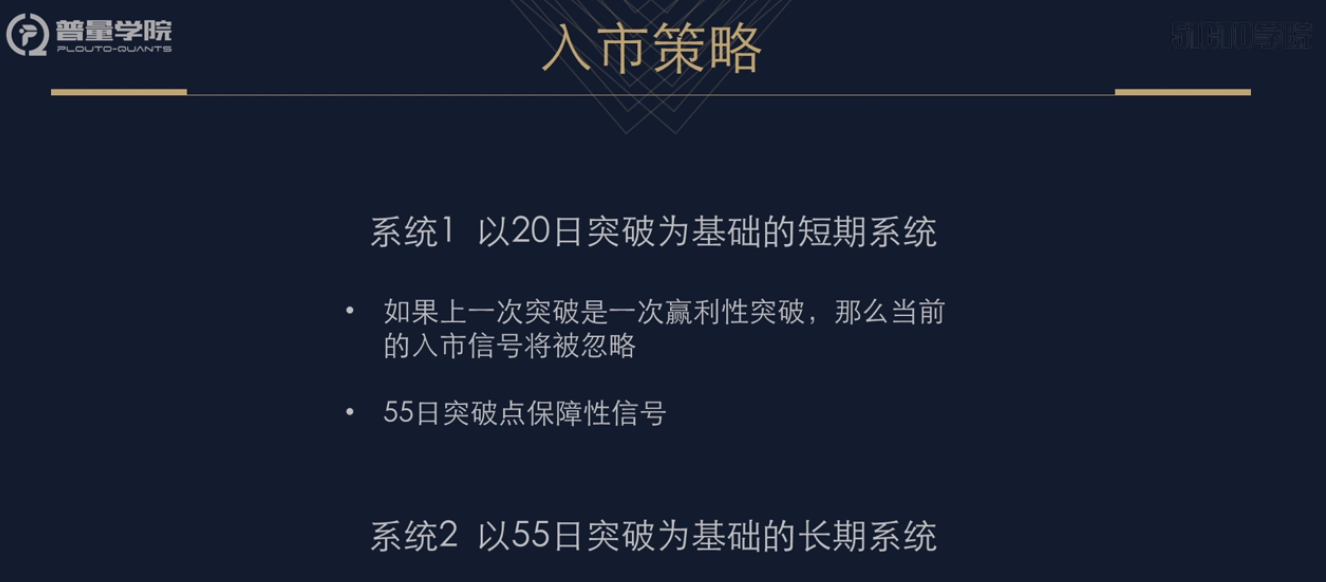 普量学院
PLOUTO-QUANTS
入市策略
系统1 以20日突破为基础的短期系统
• 如果上一次突破是一次赢利性突破，那么当前
的入市信号将被忽略
• 55日突破点保障性信号
系统2 以55日突破为基础的长期系统